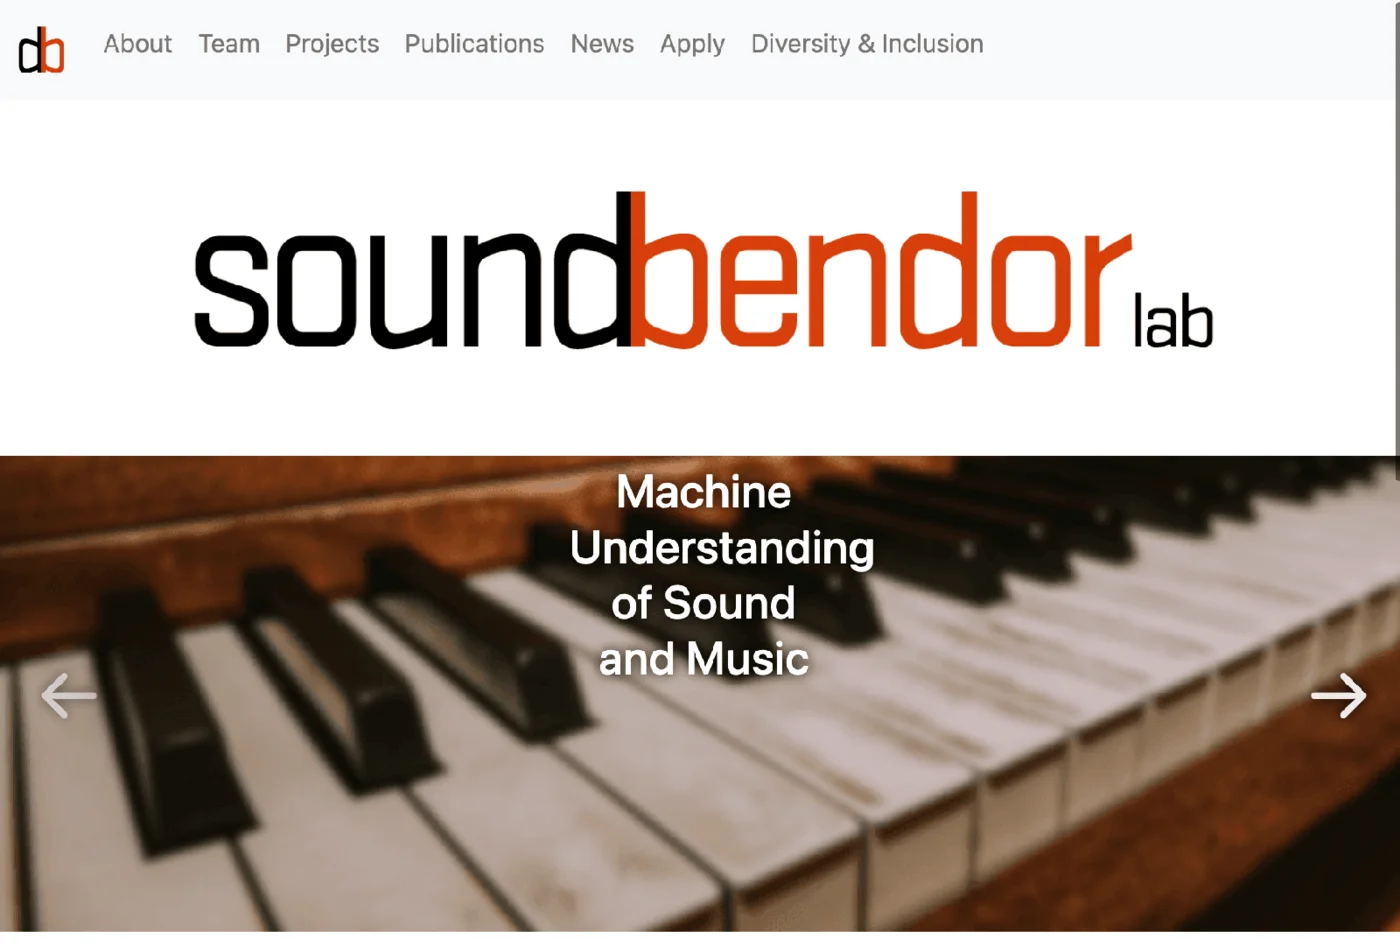 db
About Team Projects Publications News Apply Diversity & Inclusion
soundbendor lab
Machine
Understanding
of Sound
and Music